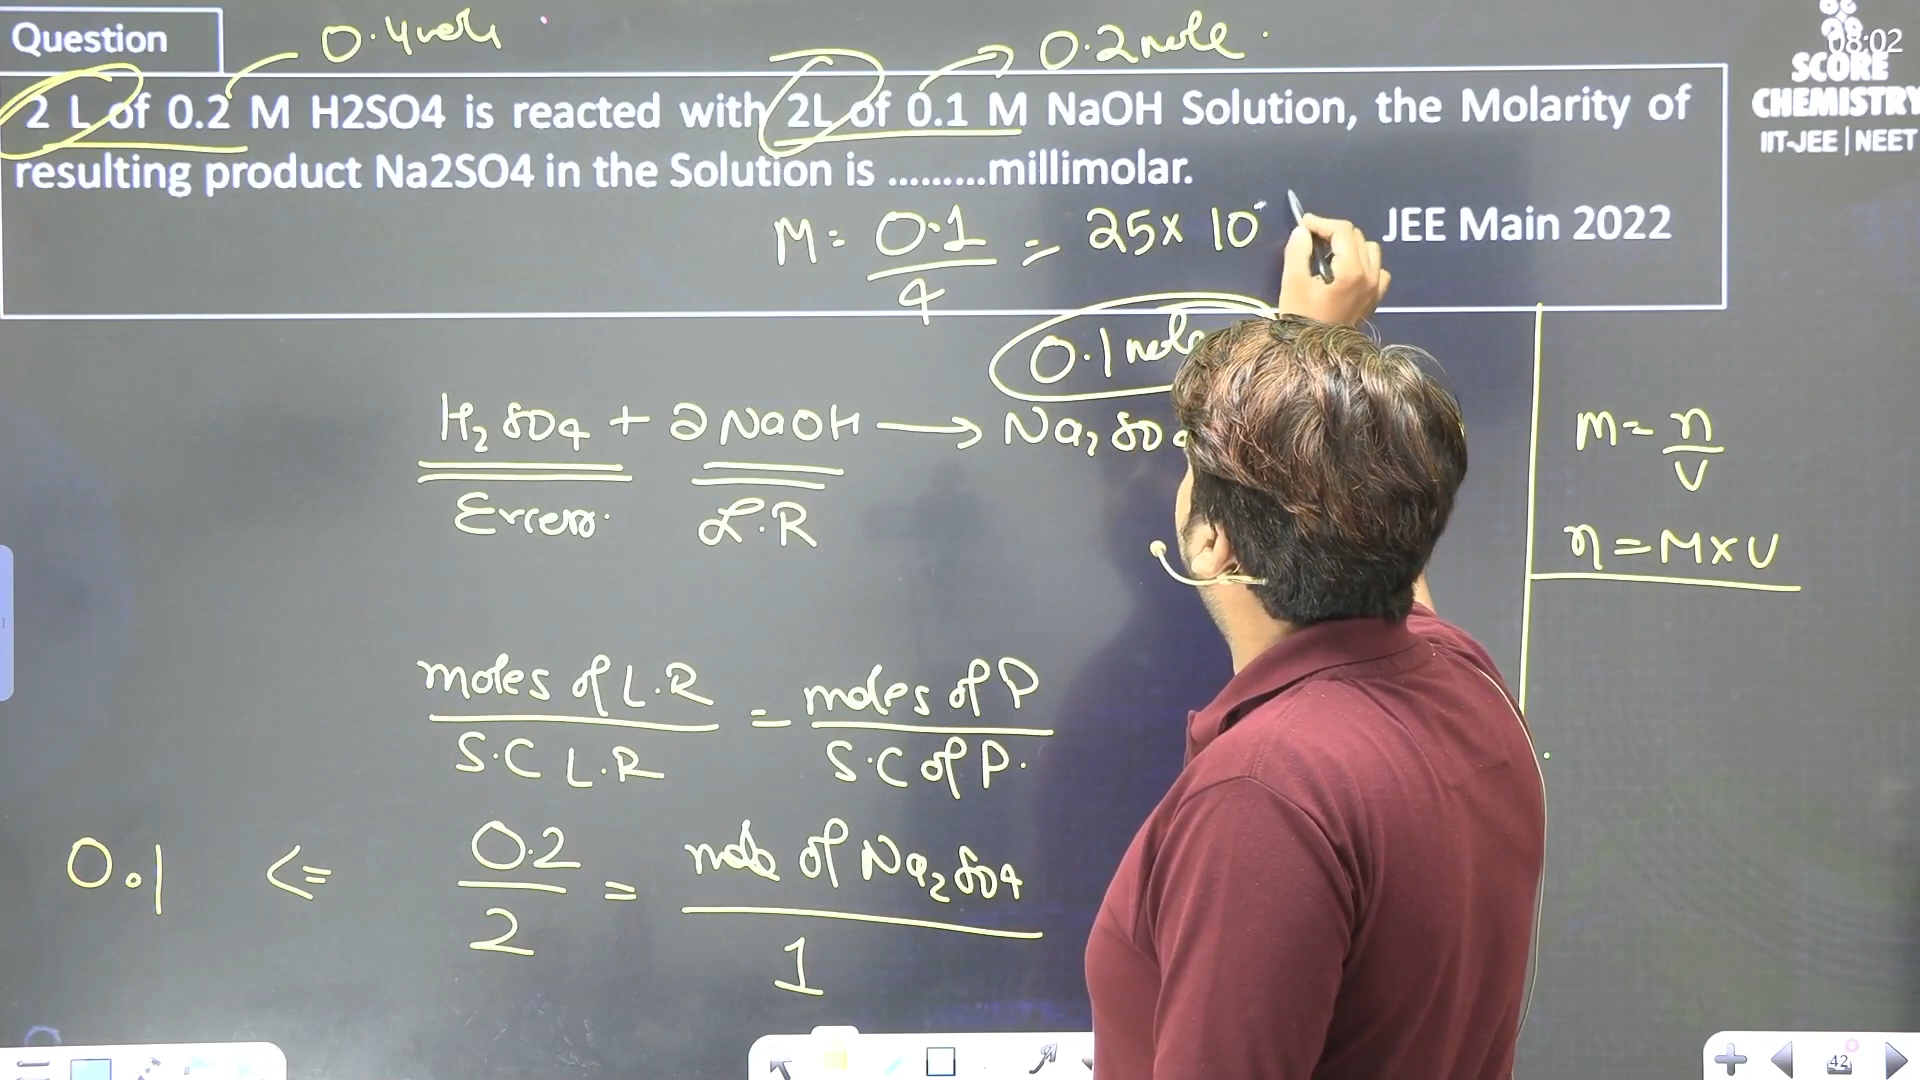 Question
0.4 mole
0.2 mole.
08:02
SCORE
CHEMISTRY
IIT-JEE | NEET
2 L of 0.2 M H2SO4 is reacted with 2L of 0.1 M NaOH Solution, the Molarity of
resulting product Na2SO4 in the Solution is .........millimolar.
JEE Main 2022
M = 0.1 / 4 = 25 x 10
0.1 mole
H2SO4 + 2NaOH → Na2SO4
Excess. L.R
m = n / v
n = M x V
moles of L.R / S.C L.R = moles of P / S.C of P.
0.1 <= 0.2 / 2 = mole of Na2SO4 / 1
42